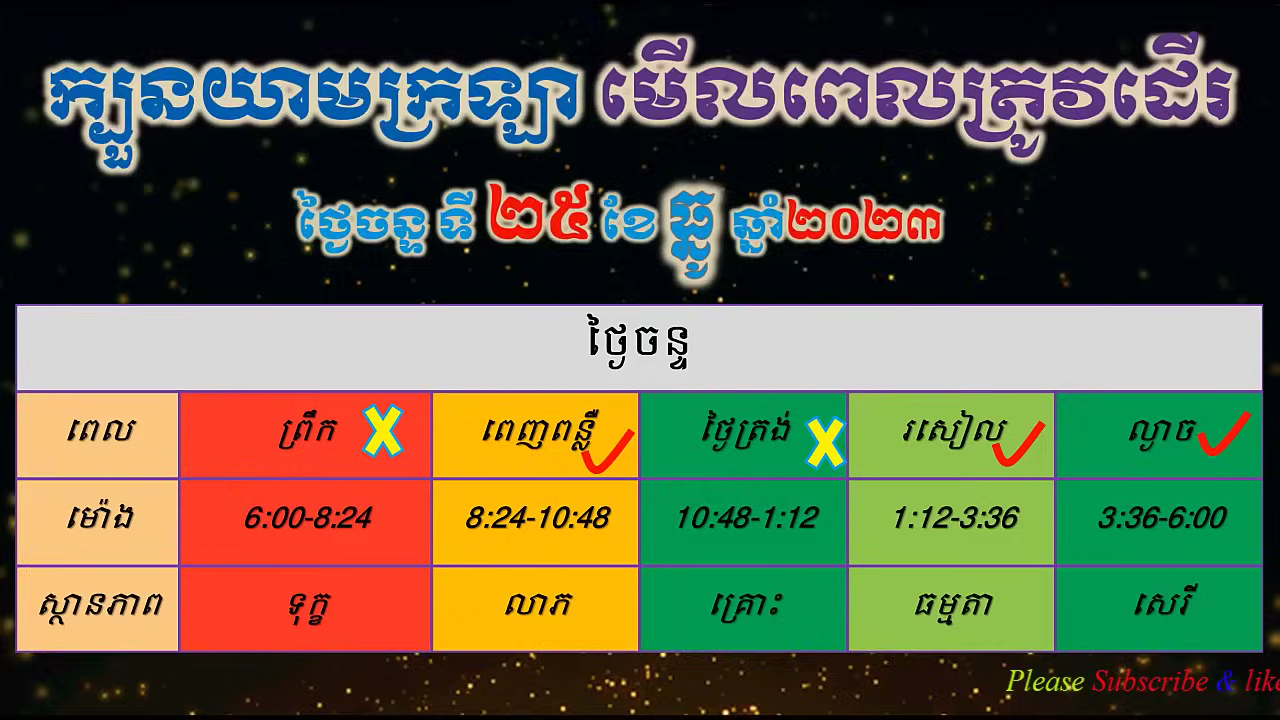 ក្បួនយាមក្រឡា មើលពេលត្រូវដើរ
ថ្ងៃចន្ទ ទី ២៥ ខែ ធ្នូ ឆ្នាំ២០២៣
ថ្ងៃចន្ទ
ពេល ព្រឹក ពេញពន្លឺ ថ្ងៃត្រង់ រសៀល ល្ងាច
ម៉ោង 6:00-8:24 8:24-10:48 10:48-1:12 1:12-3:36 3:36-6:00
ស្ថានភាព ទុក្ខ លាភ គ្រោះ ធម្មតា សេរី
Please Subscribe & like